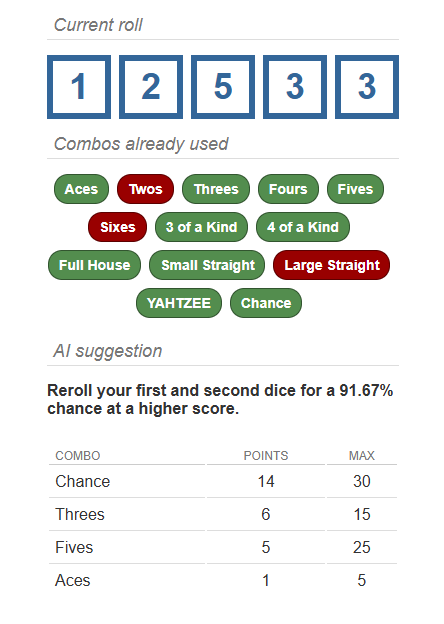 Current roll
1 2 5 3 3
Combos already used
Aces Twos Threes Fours Fives
Sixes 3 of a Kind 4 of a Kind
Full House Small Straight Large Straight
YAHTZEE Chance
AI suggestion
Reroll your first and second dice for a 91.67%
chance at a higher score.
COMBO POINTS MAX
Chance 14 30
Threes 6 15
Fives 5 25
Aces 1 5